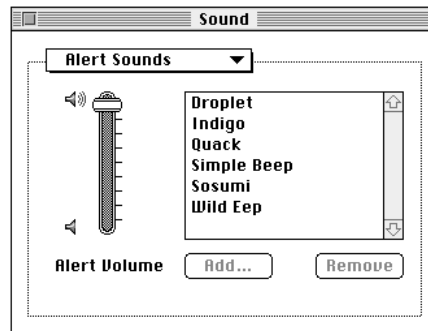 Sound
Alert Sounds
Droplet
Indigo
Quack
Simple Beep
Sosumi
Wild Eep
Alert Volume
Add...
Remove